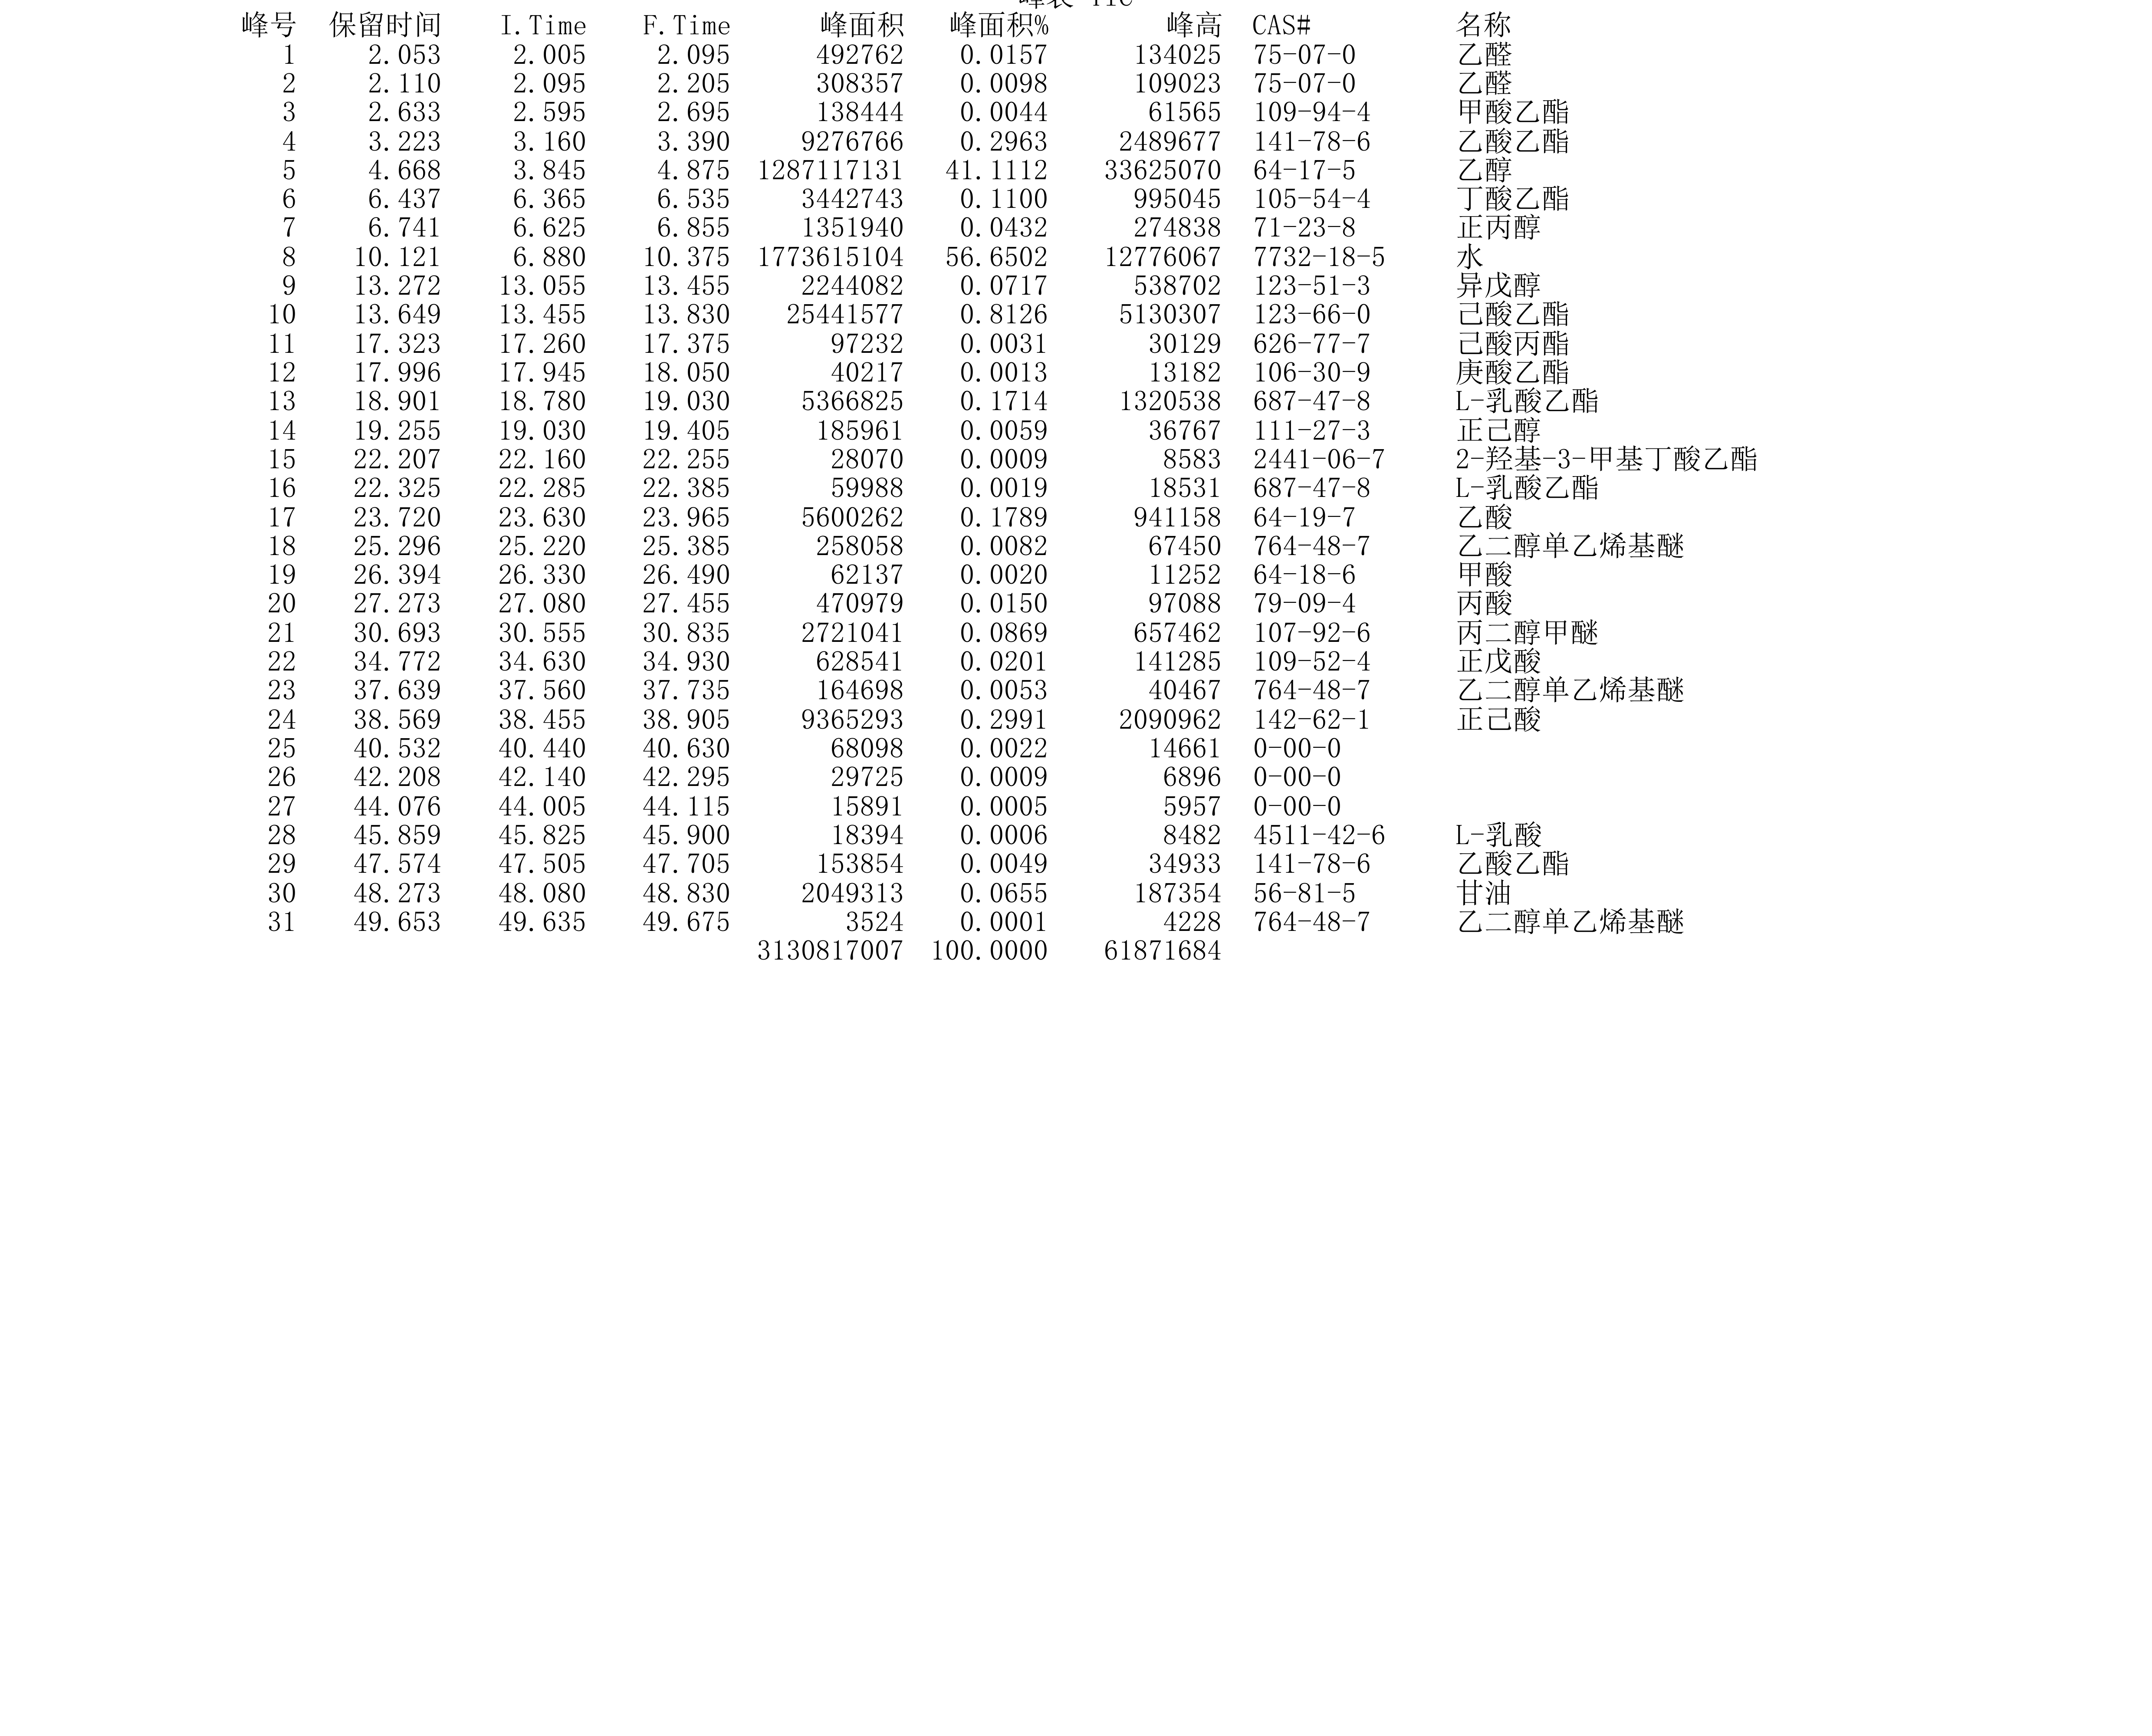 峰表 TIC
峰号 保留时间 I.Time F.Time 峰面积 峰面积% 峰高 CAS# 名称
1 2.053 2.005 2.095 492762 0.0157 134025 75-07-0 乙醛
2 2.110 2.095 2.205 308357 0.0098 109023 75-07-0 乙醛
3 2.633 2.595 2.695 138444 0.0044 61565 109-94-4 甲酸乙酯
4 3.223 3.160 3.390 9276766 0.2963 2489677 141-78-6 乙酸乙酯
5 4.668 3.845 4.875 1287117131 41.1112 33625070 64-17-5 乙醇
6 6.437 6.365 6.535 3442743 0.1100 995045 105-54-4 丁酸乙酯
7 6.741 6.625 6.855 1351940 0.0432 274838 71-23-8 正丙醇
8 10.121 6.880 10.375 1773615104 56.6502 12776067 7732-18-5 水
9 13.272 13.055 13.455 2244082 0.0717 538702 123-51-3 异戊醇
10 13.649 13.455 13.830 25441577 0.8126 5130307 123-66-0 己酸乙酯
11 17.323 17.260 17.375 97232 0.0031 30129 626-77-7 己酸丙酯
12 17.996 17.945 18.050 40217 0.0013 13182 106-30-9 庚酸乙酯
13 18.901 18.780 19.030 5366825 0.1714 1320538 687-47-8 L-乳酸乙酯
14 19.255 19.030 19.405 185961 0.0059 36767 111-27-3 正己醇
15 22.207 22.160 22.255 28070 0.0009 8583 2441-06-7 2-羟基-3-甲基丁酸乙酯
16 22.325 22.285 22.385 59988 0.0019 18531 687-47-8 L-乳酸乙酯
17 23.720 23.630 23.965 5600262 0.1789 941158 64-19-7 乙酸
18 25.296 25.220 25.385 258058 0.0082 67450 764-48-7 乙二醇单乙烯基醚
19 26.394 26.330 26.490 62137 0.0020 11252 64-18-6 甲酸
20 27.273 27.080 27.455 470979 0.0150 97088 79-09-4 丙酸
21 30.693 30.555 30.835 2721041 0.0869 657462 107-92-6 丙二醇甲醚
22 34.772 34.630 34.930 628541 0.0201 141285 109-52-4 正戊酸
23 37.639 37.560 37.735 164698 0.0053 40467 764-48-7 乙二醇单乙烯基醚
24 38.569 38.455 38.905 9365293 0.2991 2090962 142-62-1 正己酸
25 40.532 40.440 40.630 68098 0.0022 14661 0-00-0
26 42.208 42.140 42.295 29725 0.0009 6896 0-00-0
27 44.076 44.005 44.115 15891 0.0005 5957 0-00-0
28 45.859 45.825 45.900 18394 0.0006 8482 4511-42-6 L-乳酸
29 47.574 47.505 47.705 153854 0.0049 34933 141-78-6 乙酸乙酯
30 48.273 48.080 48.830 2049313 0.0655 187354 56-81-5 甘油
31 49.653 49.635 49.675 3524 0.0001 4228 764-48-7 乙二醇单乙烯基醚
3130817007 100.0000 61871684